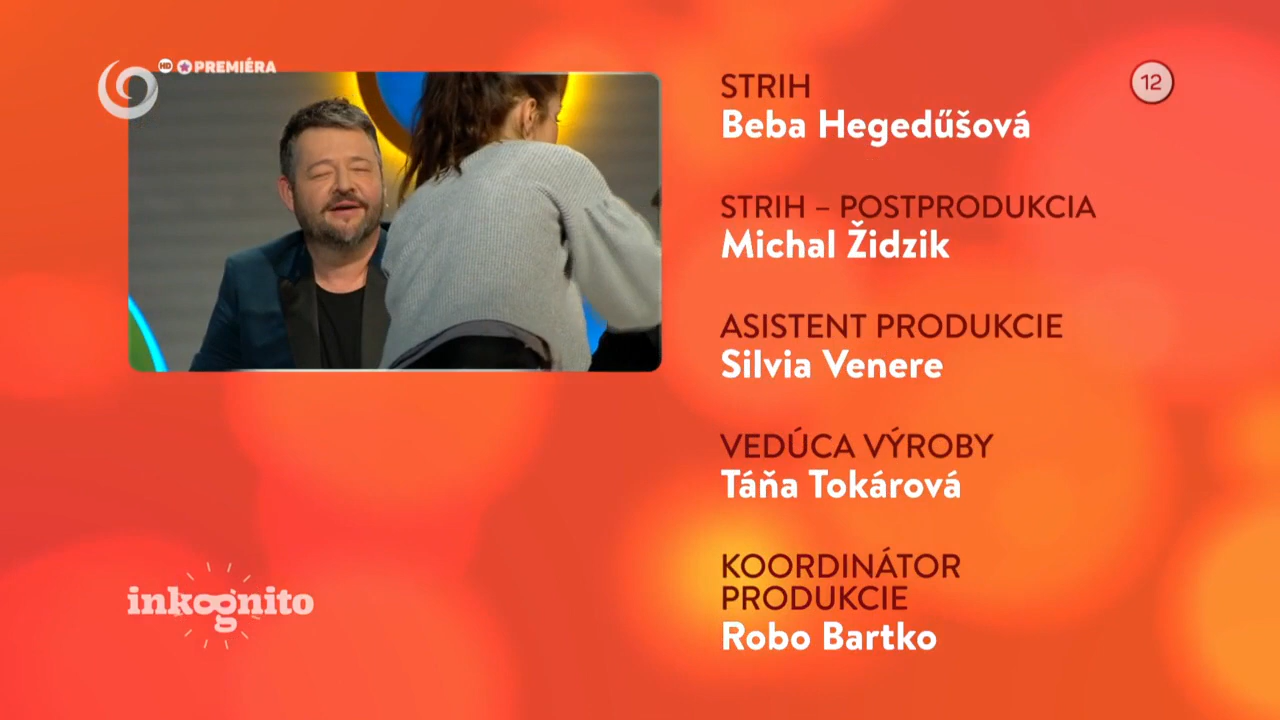 HD PREMIÉRA
12
STRIH
Beba Hegedűšová
STRIH – POSTPRODUKCIA
Michal Židzik
ASISTENT PRODUKCIE
Silvia Venere
VEDÚCA VÝROBY
Táňa Tokárová
KOORDINÁTOR
PRODUKCIE
Robo Bartko
inkognito